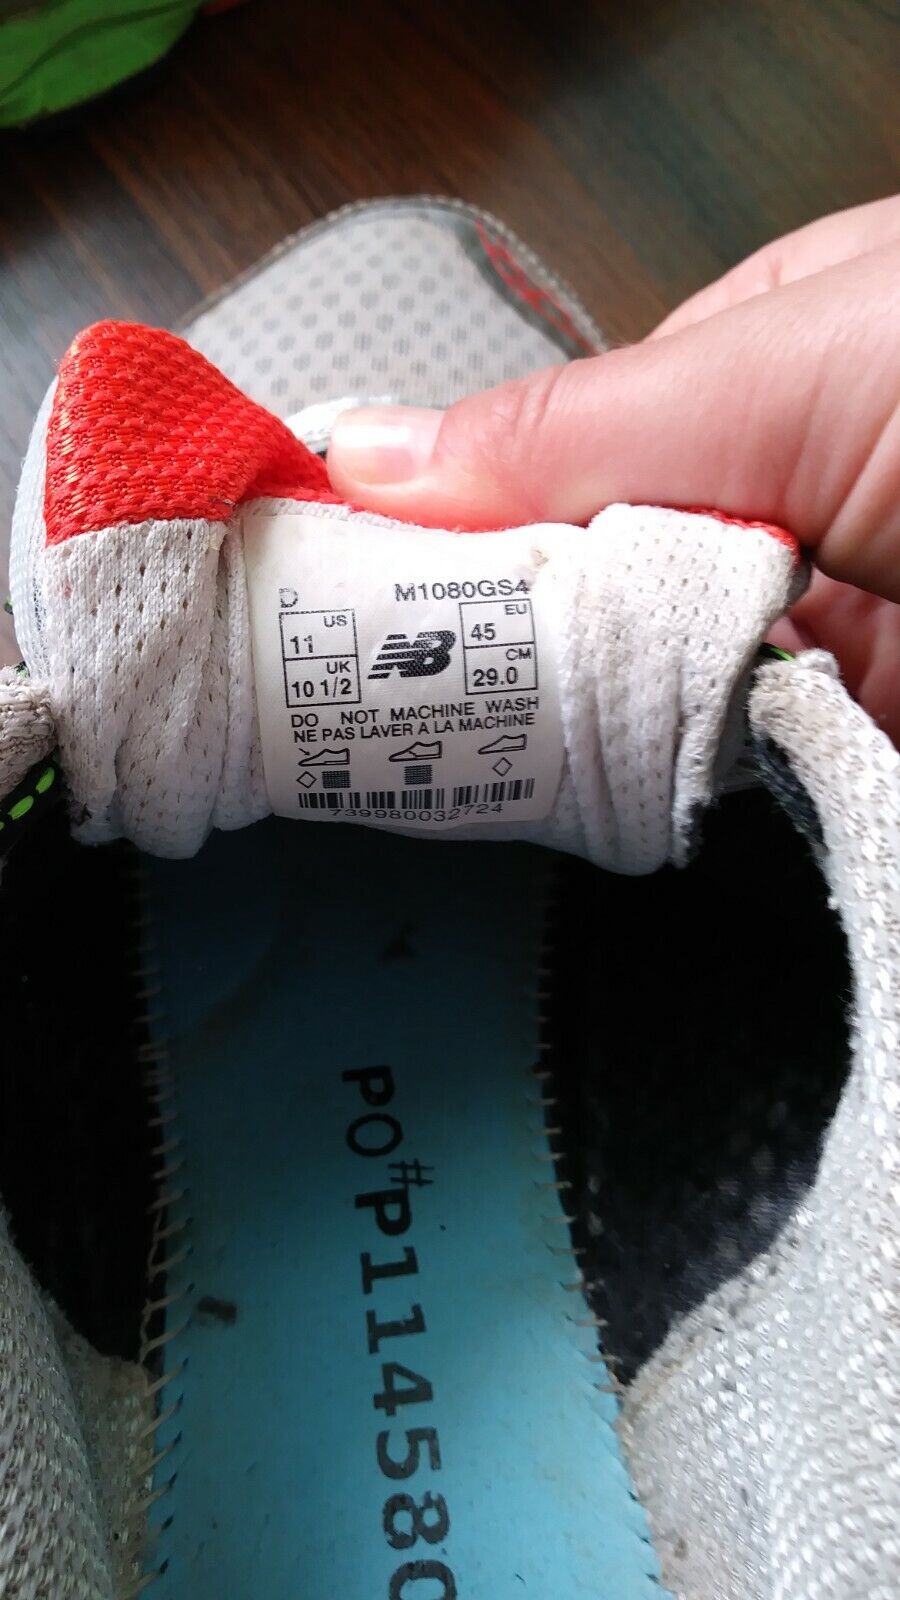 D M1080GS4
US EU
11 45
UK CM
10 1/2 29.0
NB
DO NOT MACHINE WASH
NE PAS LAVER A LA MACHINE
739980032724
PO#P114580